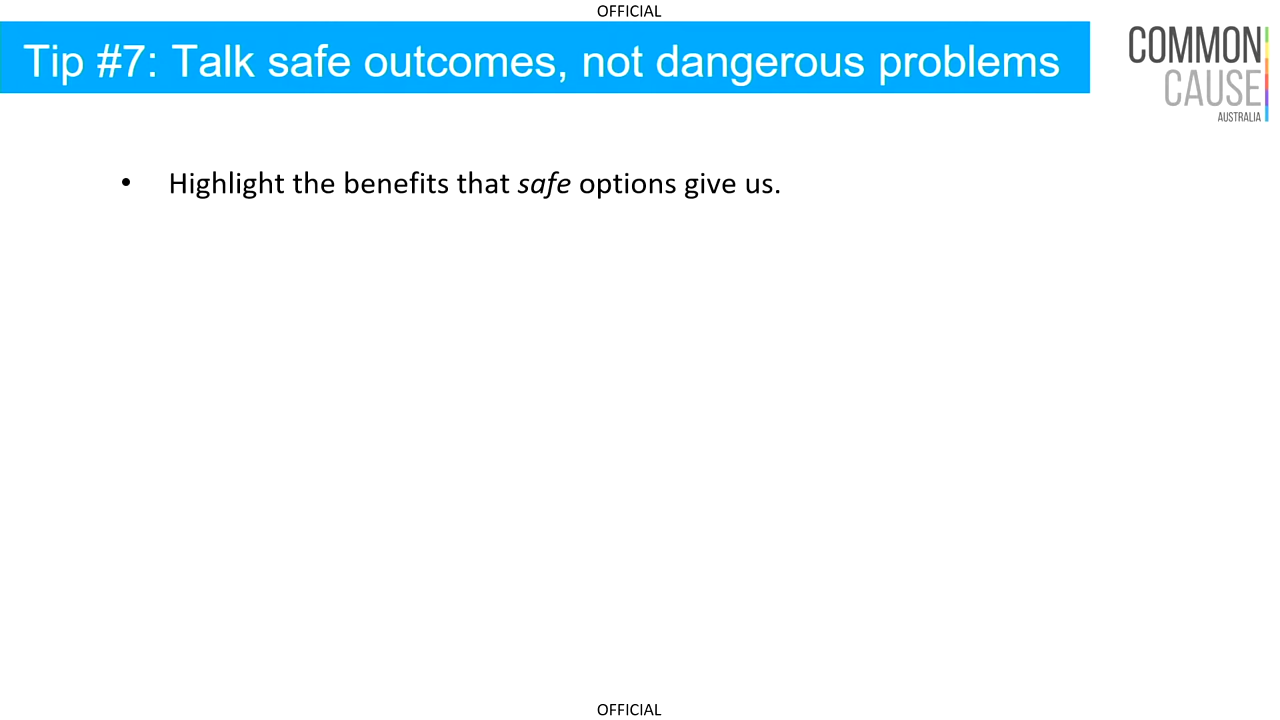 OFFICIAL
Tip #7: Talk safe outcomes, not dangerous problems
COMMON
CAUSE
AUSTRALIA
• Highlight the benefits that safe options give us.
OFFICIAL